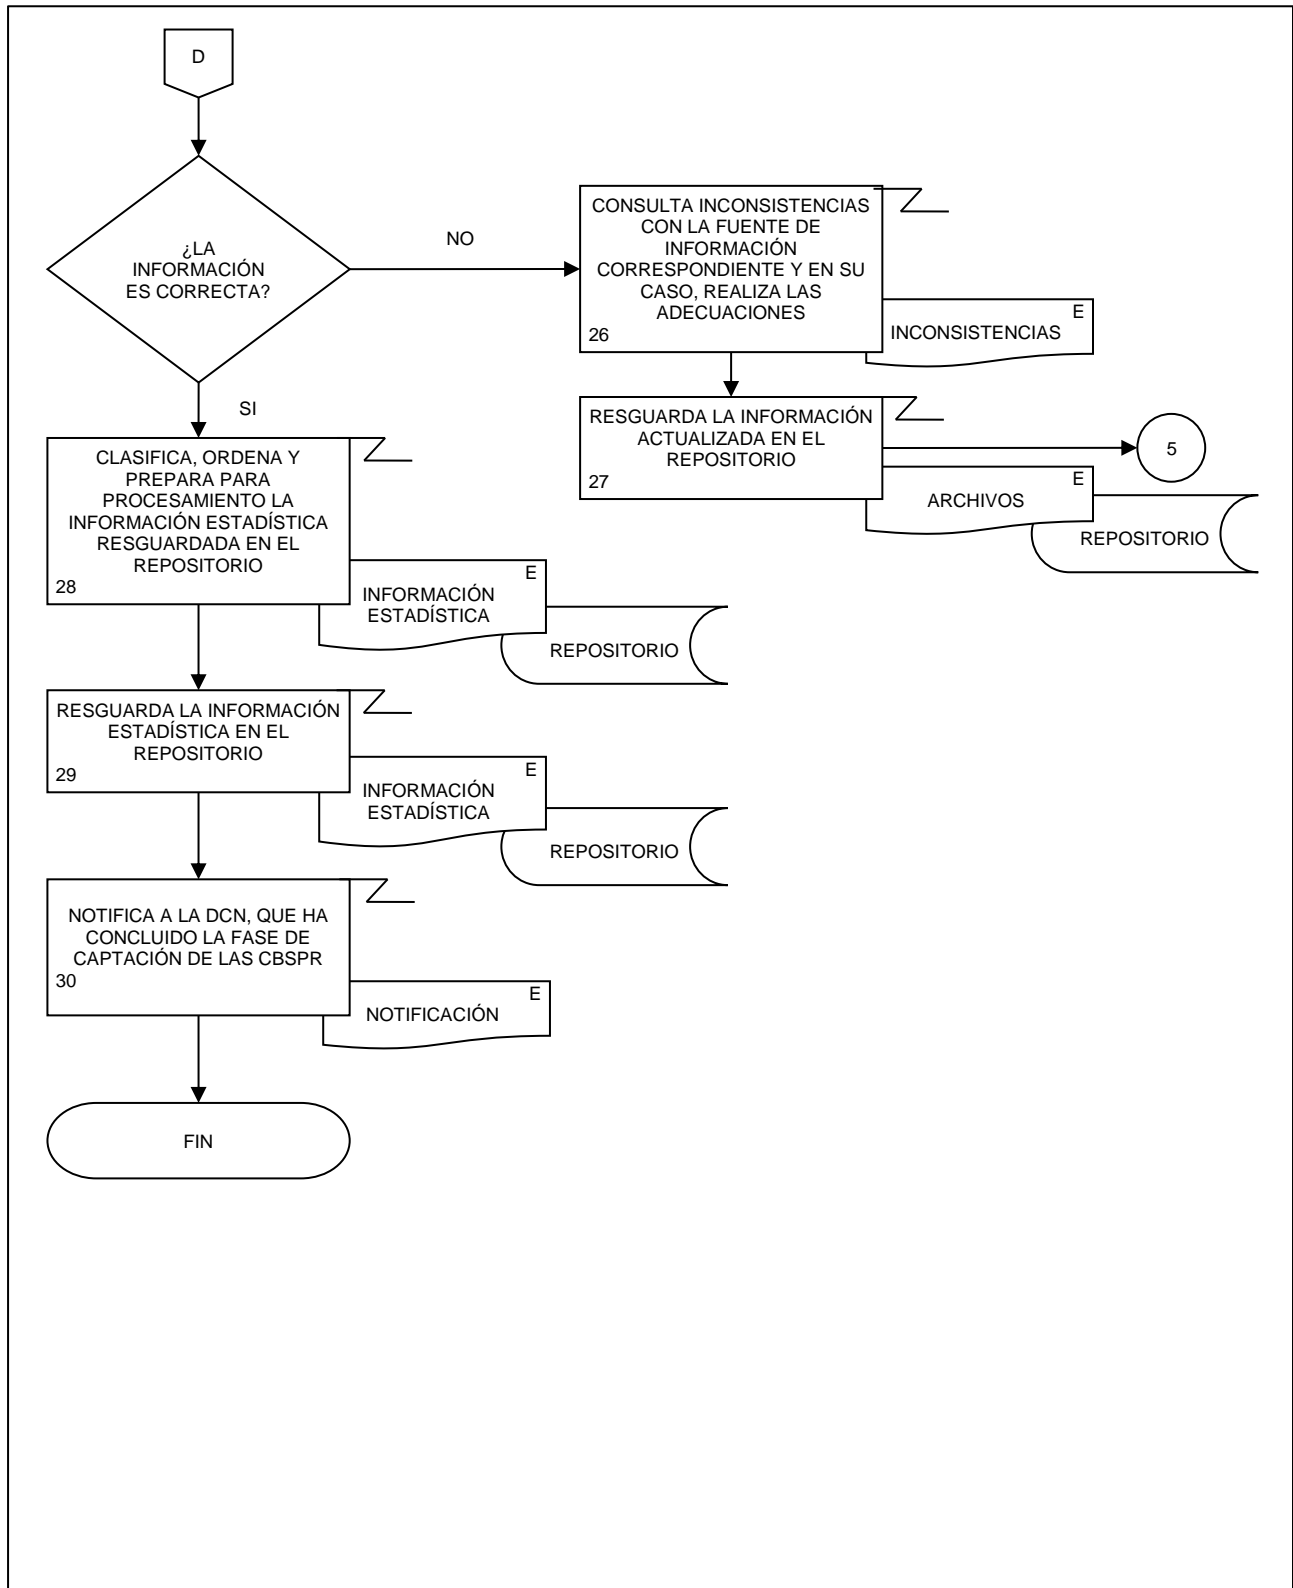 D
¿LA
INFORMACIÓN
ES CORRECTA?
NO
CONSULTA INCONSISTENCIAS
CON LA FUENTE DE
INFORMACIÓN
CORRESPONDIENTE Y EN SU
CASO, REALIZA LAS
ADECUACIONES
26
E
INCONSISTENCIAS
RESGUARDA LA INFORMACIÓN
ACTUALIZADA EN EL
REPOSITORIO
27
5
E
ARCHIVOS
REPOSITORIO
SI
CLASIFICA, ORDENA Y
PREPARA PARA
PROCESAMIENTO LA
INFORMACIÓN ESTADÍSTICA
RESGUARDADA EN EL
REPOSITORIO
28
E
INFORMACIÓN
ESTADÍSTICA
REPOSITORIO
RESGUARDA LA INFORMACIÓN
ESTADÍSTICA EN EL
REPOSITORIO
29
E
INFORMACIÓN
ESTADÍSTICA
REPOSITORIO
NOTIFICA A LA DCN, QUE HA
CONCLUIDO LA FASE DE
CAPTACIÓN DE LAS CBSPR
30
E
NOTIFICACIÓN
FIN